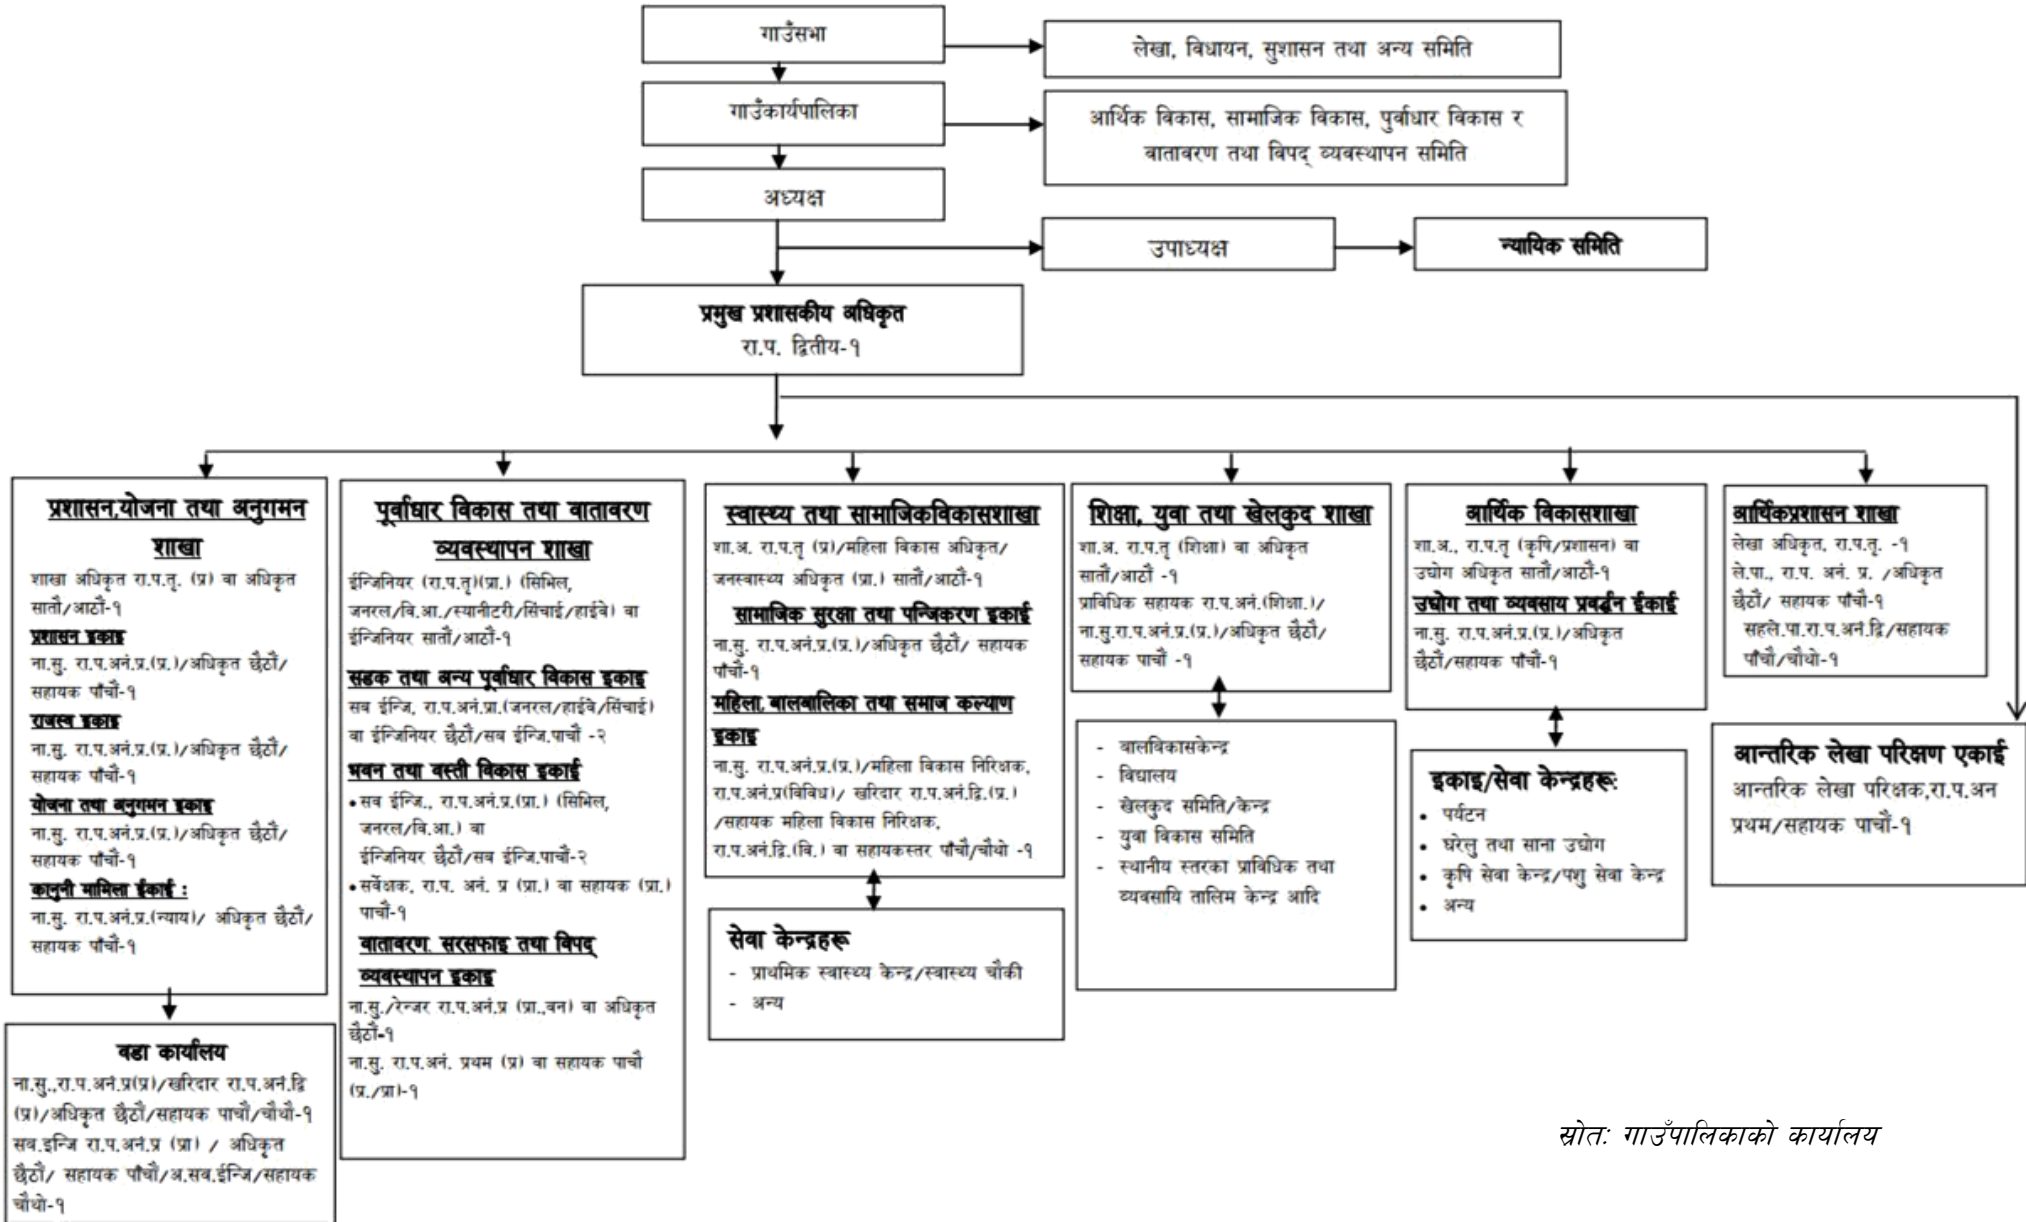 गाउँसभा
लेखा, विधायन, सुशासन तथा अन्य समिति
गाउँकार्यपालिका
आर्थिक विकास, सामाजिक विकास, पुर्वाधार विकास र
वातावरण तथा विपद् व्यवस्थापन समिति
अध्यक्ष
उपाध्यक्ष
न्यायिक समिति
प्रमुख प्रशासकीय अधिकृत
रा.प. द्वितीय-१
प्रशासन,योजना तथा अनुगमन
शाखा
शाखा अधिकृत रा.प.तृ. (प्र) वा अधिकृत
सातौं/आठौं-१
प्रशासन इकाइ
ना.सु. रा.प.अनं.प्र.(प्र.)/अधिकृत छैठौं/
सहायक पाँचौं-१
राजस्व इकाइ
ना.सु. रा.प.अनं.प्र.(प्र.)/अधिकृत छैठौं/
सहायक पाँचौं-१
योजना तथा अनुगमन इकाइ
ना.सु. रा.प.अनं.प्र.(प्र.)/अधिकृत छैठौं/
सहायक पाँचौं-१
कानुनी मामिला ईकाई :
ना.सु. रा.प.अनं.प्र.(न्याय)/ अधिकृत छैठौं/
सहायक पाँचौं-१
वडा कार्यालय
ना.सु.,रा.प.अनं.प्र(प्र)/खरिदार रा.प.अनं.द्वि
(प्र)/अधिकृत छैठौं/सहायक पाचौं/चौथौ-१
सव.इन्जि रा.प.अनं.प्र (प्रा) / अधिकृत
छैठौं/ सहायक पाँचौं/अ.सव.ईन्जि/सहायक
चौथो-१
पूर्वाधार विकास तथा वातावरण
व्यवस्थापन शाखा
ईन्जिनियर (रा.प.तृ)(प्रा.) (सिभिल,
जनरल/वि.आ./स्यानीटरी/सिंचाई/हाईवे) वा
ईन्जिनियर सातौं/आठौं-१
सडक तथा अन्य पूर्वाधार विकास इकाइ
सव ईन्जि, रा.प.अनं.प्रा.(जनरल/हाईवे/सिंचाई)
वा ईन्जिनियर छैठौं/सव ईन्जि.पाचौं -२
भवन तथा वस्ती विकास इकाई
•सव ईन्जि., रा.प.अनं.प्र.(प्रा.) (सिभिल,
जनरल/वि.आ.) वा
ईन्जिनियर छैठौं/सव ईन्जि.पाचौं-२
•सर्वेक्षक, रा.प. अनं. प्र (प्रा.) वा सहायक (प्रा.)
पाचौं-१
वातावरण. सरसफाइ तथा विपद्
व्यवस्थापन इकाइ
ना.सु./रेन्जर रा.प.अनं.प्र (प्रा.,वन) वा अधिकृत
छैठौं-१
ना.सु. रा.प.अनं. प्रथम (प्र) वा सहायक पाचौं
(प्र./प्रा)-१
स्वास्थ्य तथा सामाजिकविकासशाखा
शा.अ. रा.प.तृ (प्र)/महिला विकास अधिकृत/
जनस्वास्थ्य अधिकृत (प्रा.) सातौं/आठौं-१
सामाजिक सुरक्षा तथा पन्जिकरण इकाई
ना.सु. रा.प.अनं.प्र.(प्र.)/अधिकृत छैठौं/ सहायक
पाँचौं-१
महिला,बालबालिका तथा समाज कल्याण
इकाइ
ना.सु. रा.प.अनं.प्र.(प्र.)/महिला विकास निरिक्षक,
रा.प.अनं.प्र(विविध)/ खरिदार रा.प.अनं.द्वि.(प्र.)
/सहायक महिला विकास निरिक्षक,
रा.प.अनं.द्वि.(वि.) वा सहायकस्तर पाँचौं/चौथो -१
सेवा केन्द्रहरू
- प्राथमिक स्वास्थ्य केन्द्र/स्वास्थ्य चौकी
- अन्य
शिक्षा, युवा तथा खेलकुद शाखा
शा.अ. रा.प.तृ (शिक्षा) वा अधिकृत
सातौं/आठौं -१
प्राविधिक सहायक रा.प.अनं.(शिक्षा.)/
ना.सु.रा.प.अनं.प्र.(प्र.)/अधिकृत छैठौं/
सहायक पाचौं -१
- वालविकासकेन्द्र
- विद्यालय
- खेलकुद समिति/केन्द्र
- युवा विकास समिति
- स्थानीय स्तरका प्राविधिक तथा
व्यवसायि तालिम केन्द्र आदि
आर्थिक विकासशाखा
शा.अ., रा.प.तृ (कृषि/प्रशासन) वा
उद्योग अधिकृत सातौं/आठौं-१
उद्योग तथा व्यवसाय प्रवर्द्धन ईकाई
ना.सु. रा.प.अनं.प्र.(प्र.)/अधिकृत
छैठौं/सहायक पाँचौं-१
इकाइ/सेवा केन्द्रहरू:
• पर्यटन
• घरेलु तथा साना उद्योग
• कृषि सेवा केन्द्र/पशु सेवा केन्द्र
• अन्य
आर्थिकप्रशासन शाखा
लेखा अधिकृत, रा.प.तृ. -१
ले.पा., रा.प. अनं. प्र. /अधिकृत
छैठौं/ सहायक पाँचौं-१
सहले.पा.रा.प.अनं.द्वि/सहायक
पाँचौं/चौथो-१
आन्तरिक लेखा परिक्षण एकाई
आन्तरिक लेखा परिक्षक,रा.प.अन
प्रथम/सहायक पाचौं-१
स्रोत: गाउँपालिकाको कार्यालय